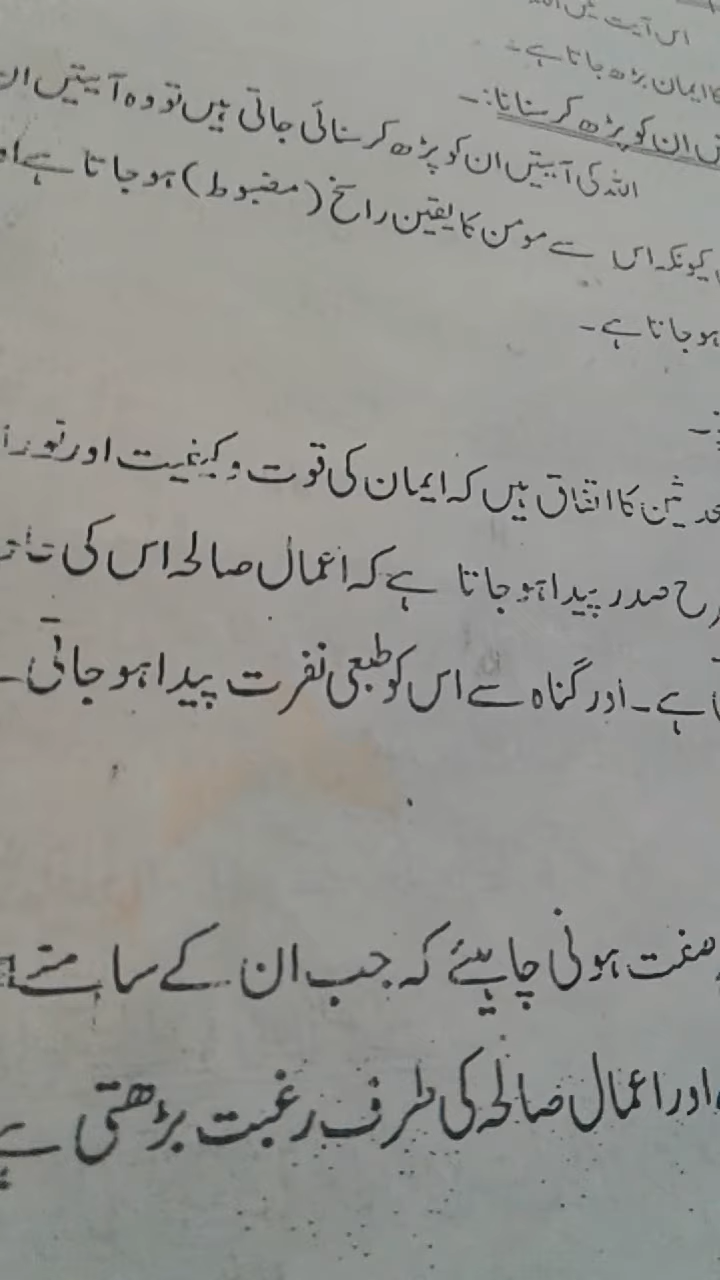 اس آیت میں
ایمان بڑھ جاتا ہے۔
ان کو پڑھ کر سنانا:۔
اللہ کی آیتیں ان کو پڑھ کر سنائی جاتی ہیں تو وہ آیتیں ان
کیونکہ اس سے مومن کا یقین راسخ (مضبوط) ہو جاتا ہے اور
ہو جاتا ہے۔
کا اتفاق ہیں کہ ایمان کی قوت و کیفیت اور نور
صدر پیدا ہو جاتا ہے کہ اعمال صالحہ اس کی
ہے۔ اور گناہ سے اس کو طبعی نفرت پیدا ہو جاتی۔
صفت ہونی چاہیئے کہ جب ان کے سامنے
اور اعمال صالحہ کی طرف رغبت بڑھتی ہے